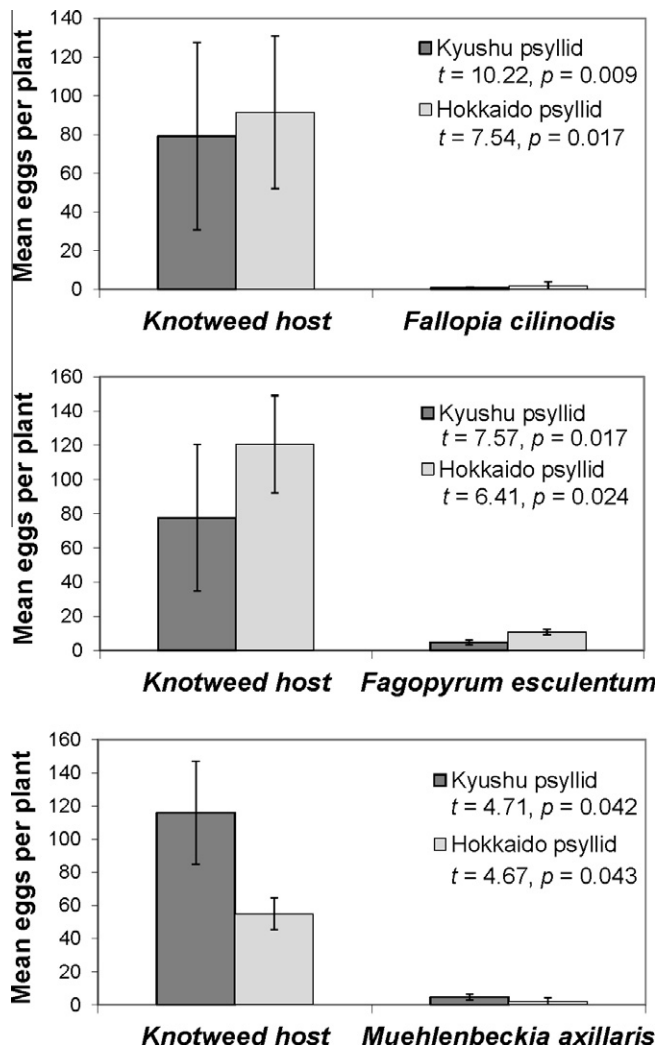 Mean eggs per plant
140
120
100
80
60
40
20
0
Kyushu psyllid
t = 10.22, p = 0.009
Hokkaido psyllid
t = 7.54, p = 0.017
Knotweed host
Fallopia cilinodis
Mean eggs per plant
160
140
120
100
80
60
40
20
0
Kyushu psyllid
t = 7.57, p = 0.017
Hokkaido psyllid
t = 6.41, p = 0.024
Knotweed host
Fagopyrum esculentum
Mean eggs per plant
160
140
120
100
80
60
40
20
0
Kyushu psyllid
t = 4.71, p = 0.042
Hokkaido psyllid
t = 4.67, p = 0.043
Knotweed host
Muehlenbeckia axillaris